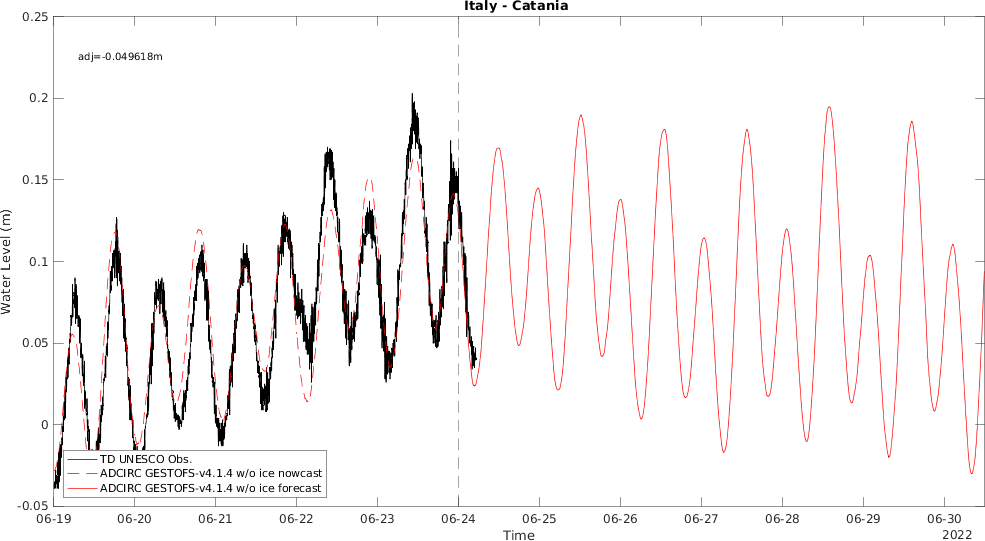 Italy - Catania
adj=-0.049618m
Water Level (m)
0.25
0.2
0.15
0.1
0.05
0
-0.05
TD UNESCO Obs.
ADCIRC GESTOFS-v4.1.4 w/o ice nowcast
ADCIRC GESTOFS-v4.1.4 w/o ice forecast
06-19 06-20 06-21 06-22 06-23 06-24 06-25 06-26 06-27 06-28 06-29 06-30
Time
2022